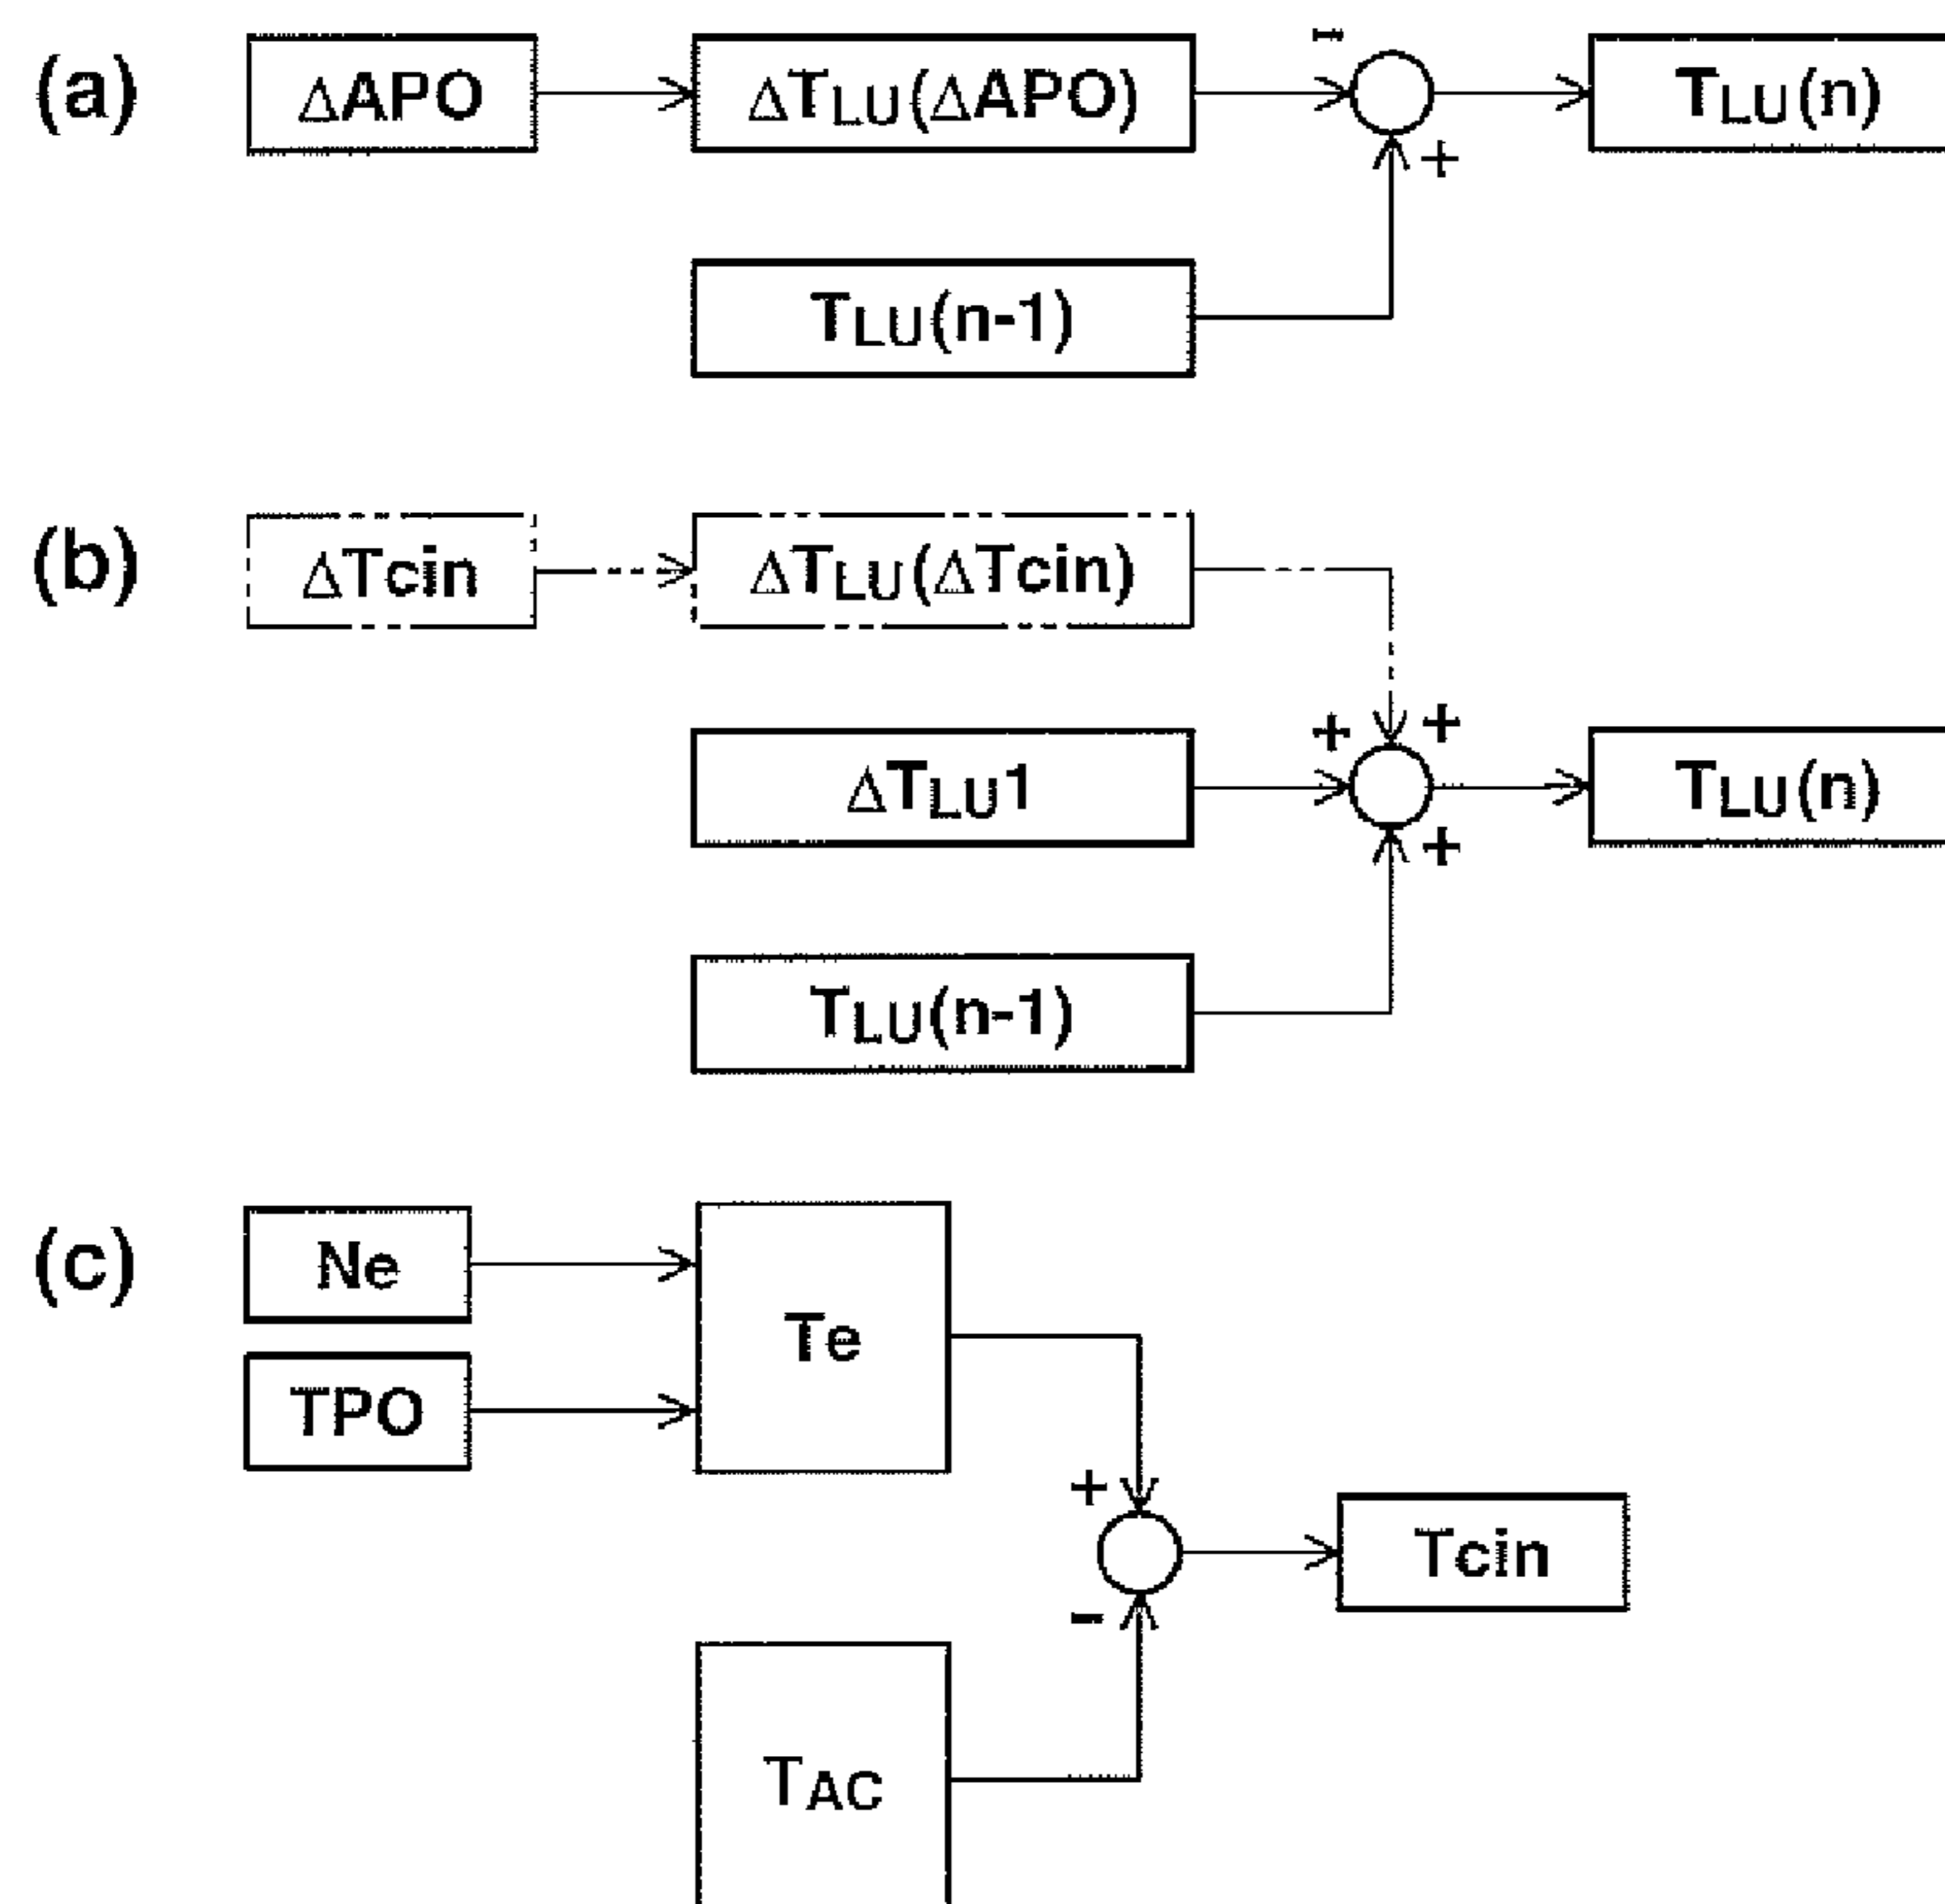 (a)
ΔAPO
ΔTLU(ΔAPO)
-
+
TLU(n)
TLU(n-1)
(b)
ΔTcin
ΔTLU(ΔTcin)
+
+
ΔTLU1
+
TLU(n)
TLU(n-1)
(c)
Ne
TPO
Te
+
-
Tcin
TAC